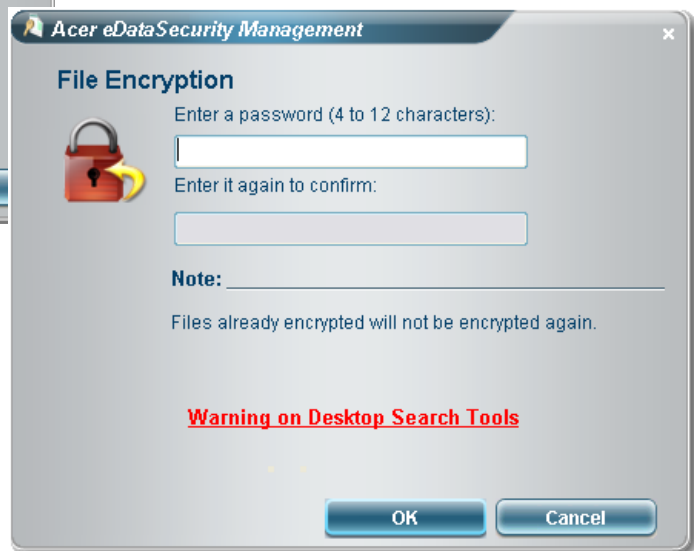 Acer eDataSecurity Management
File Encryption
Enter a password (4 to 12 characters):
Enter it again to confirm:
Note:
Files already encrypted will not be encrypted again.
Warning on Desktop Search Tools
OK Cancel